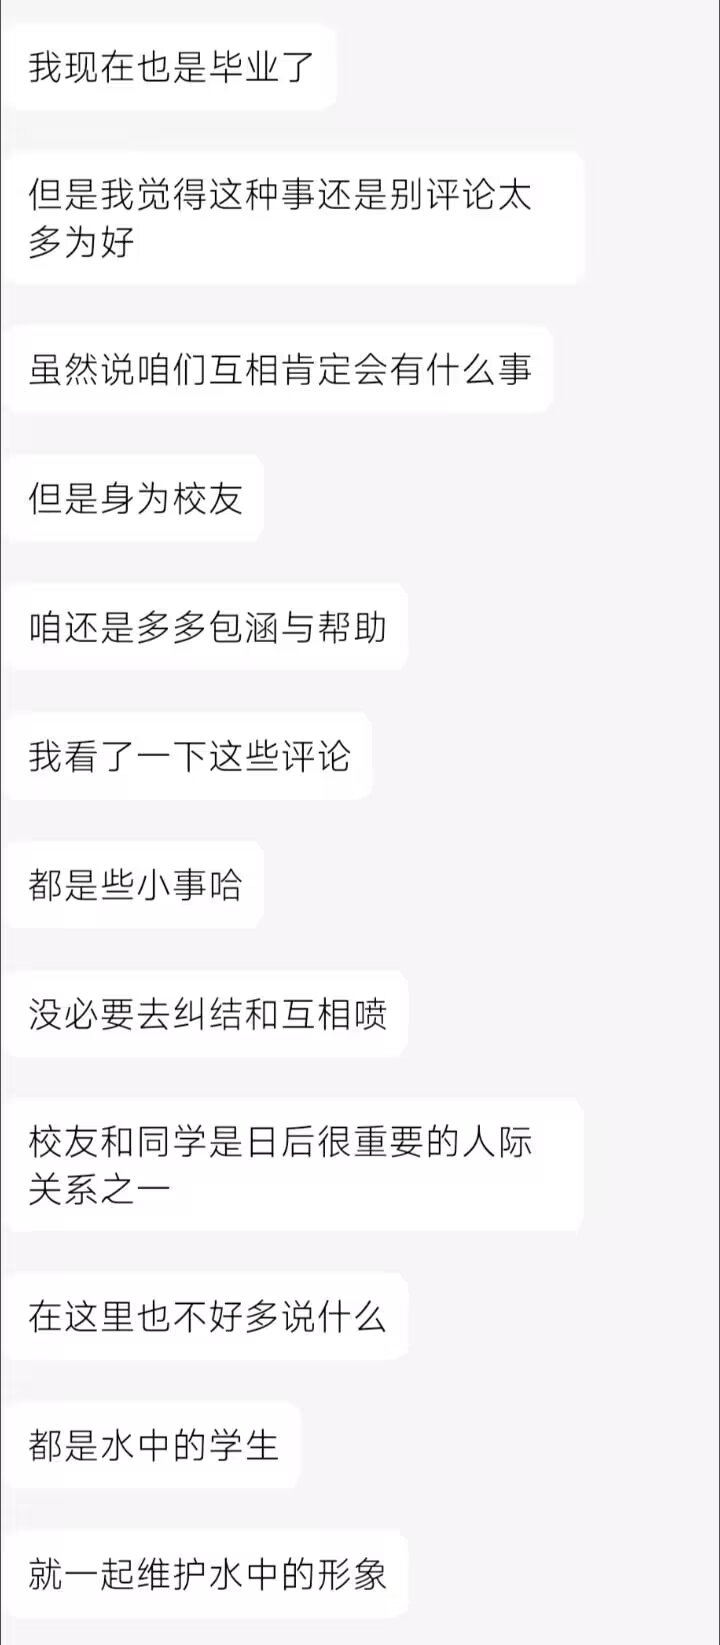 我现在也是毕业了
但是我觉得这种事还是别评论太
多为好
虽然说咱们互相肯定会有什么事
但是身为校友
咱还是多多包涵与帮助
我看了一下这些评论
都是些小事哈
没必要去纠结和互相喷
校友和同学是日后很重要的人际
关系之一
在这里也不好多说什么
都是水中的学生
就一起维护水中的形象